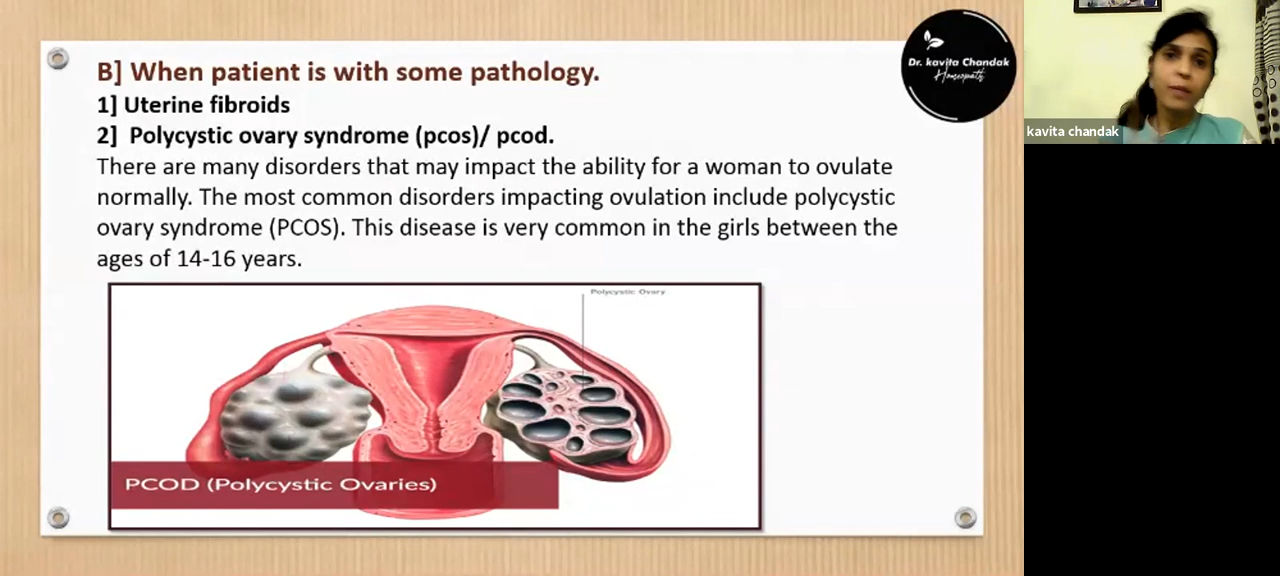 B] When patient is with some pathology.
1] Uterine fibroids
2]  Polycystic ovary syndrome (pcos)/ pcod.
There are many disorders that may impact the ability for a woman to ovulate
normally. The most common disorders impacting ovulation include polycystic
ovary syndrome (PCOS). This disease is very common in the girls between the
ages of 14-16 years.
Polycystic Ovary
PCOD (Polycystic Ovaries)
Dr. kavita Chandak
Homeopath
kavita chandak